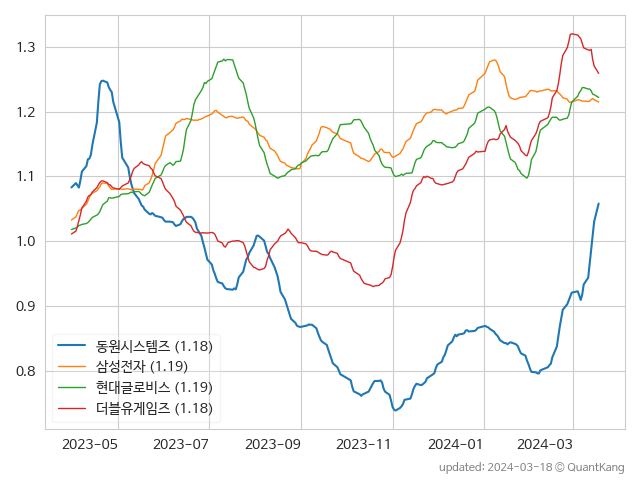 1.3
1.2
1.1
1.0
0.9
0.8
동원시스템즈 (1.18)
삼성전자 (1.19)
현대글로비스 (1.19)
더블유게임즈 (1.18)
2023-05 2023-07 2023-09 2023-11 2024-01 2024-03
updated: 2024-03-18 © QuantKang